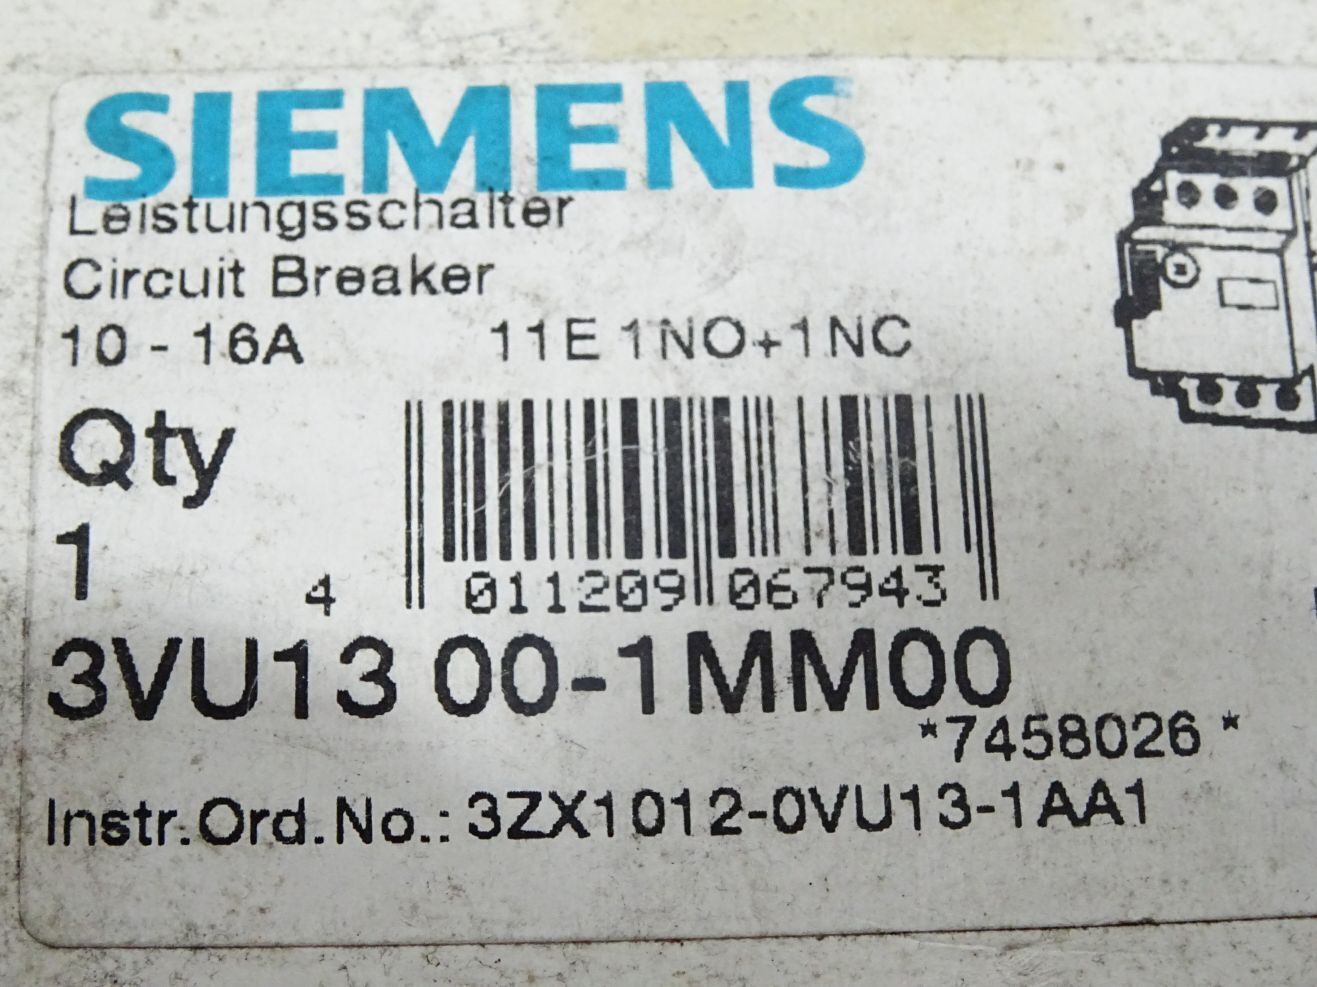 SIEMENS
Leistungsschalter
Circuit Breaker
10 - 16A 11E 1NO+1NC
Qty
1
4 011209 067943
3VU13 00-1MM00
*7458026*
Instr.Ord.No.: 3ZX1012-0VU13-1AA1